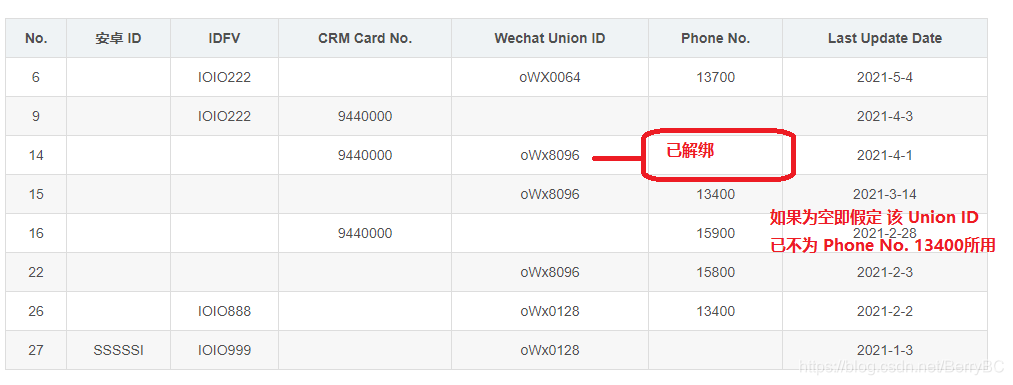 No. 安卓 ID IDFV CRM Card No. Wechat Union ID Phone No. Last Update Date
6 IOIO222 oWX0064 13700 2021-5-4
9 IOIO222 9440000 2021-4-3
14 9440000 oWx8096 已解绑 2021-4-1
15 oWx8096 13400 2021-3-14
如果为空即假定 该 Union ID
16 9440000 15900 2021-2-28
已不为 Phone No. 13400所用
22 oWx8096 15800 2021-2-3
26 IOIO888 oWx0128 13400 2021-2-2
27 SSSSSI IOIO999 oWx0128 2021-1-3
https://blog.csdn.net/BerryBC